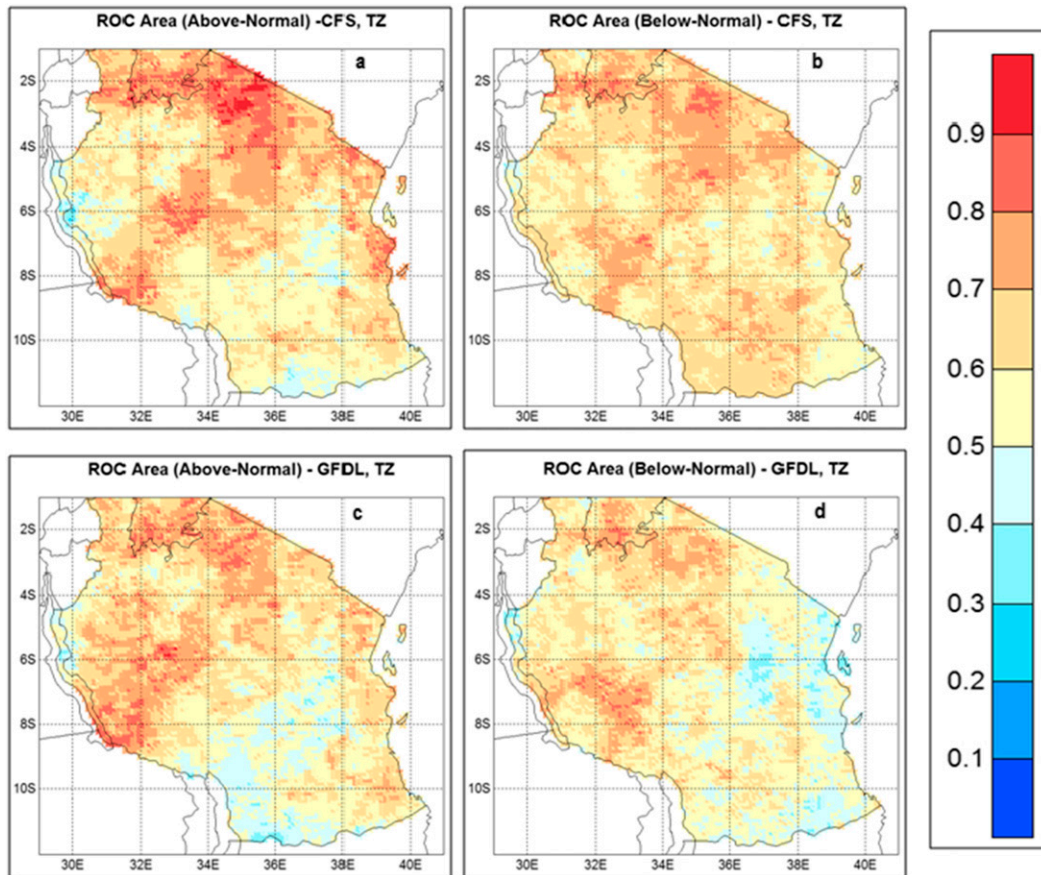 ROC Area (Above-Normal) -CFS, TZ
a
2S
4S
6S
8S
10S
30E 32E 34E 36E 38E 40E
ROC Area (Below-Normal) - CFS, TZ
b
2S
4S
6S
8S
10S
30E 32E 34E 36E 38E 40E
ROC Area (Above-Normal) - GFDL, TZ
c
2S
4S
6S
8S
10S
30E 32E 34E 36E 38E 40E
ROC Area (Below-Normal) - GFDL, TZ
d
2S
4S
6S
8S
10S
30E 32E 34E 36E 38E 40E
0.9
0.8
0.7
0.6
0.5
0.4
0.3
0.2
0.1